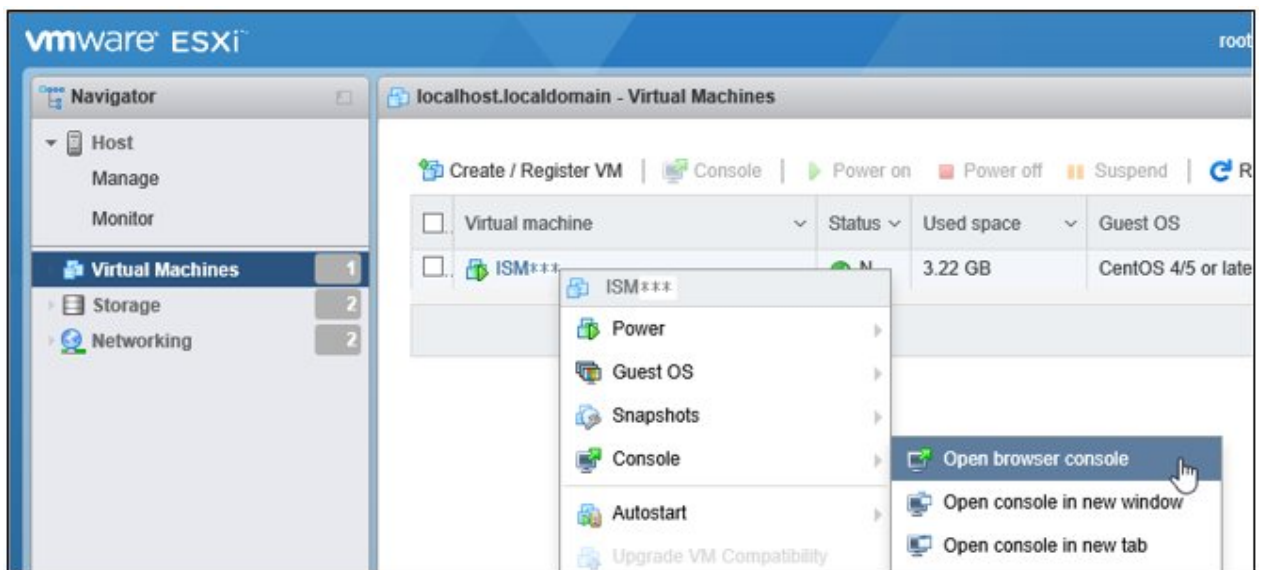 vmware ESXi™
root
Navigator
localhost.localdomain - Virtual Machines
Host
Manage
Monitor
Virtual Machines 1
Storage 2
Networking 2
Create / Register VM | Console | Power on Power off Suspend | R
Virtual machine Status Used space Guest OS
ISM*** N 3.22 GB CentOS 4/5 or late
ISM***
Power
Guest OS
Snapshots
Console
Autostart
Upgrade VM Compatibility
Open browser console
Open console in new window
Open console in new tab